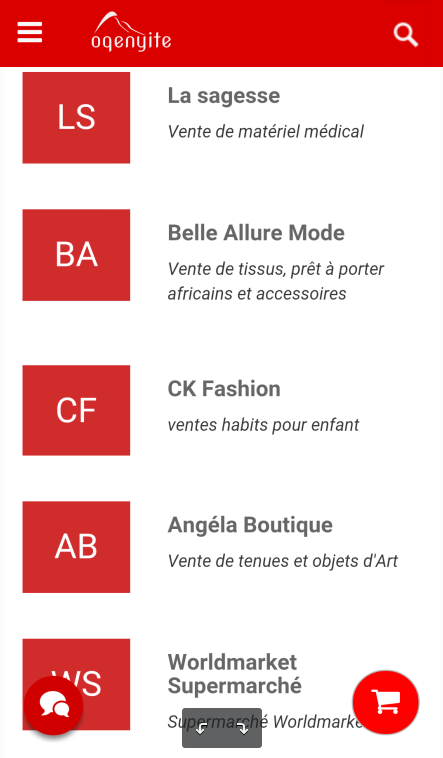 oqenyite
LS
La sagesse
Vente de matériel médical
BA
Belle Allure Mode
Vente de tissus, prêt à porter
africains et accessoires
CF
CK Fashion
ventes habits pour enfant
AB
Angéla Boutique
Vente de tenues et objets d'Art
WS
Worldmarket
Supermarché
Supermarché Worldmarke